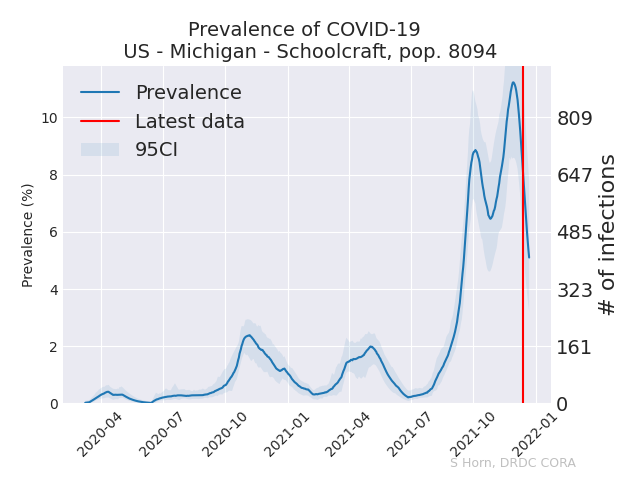 Prevalence of COVID-19
US - Michigan - Schoolcraft, pop. 8094
Prevalence
Latest data
95CI
Prevalence (%)
10
8
6
4
2
0
809
647
485
323
161
0
# of infections
2020-04
2020-07
2020-10
2021-01
2021-04
2021-07
2021-10
2022-01
S Horn, DRDC CORA